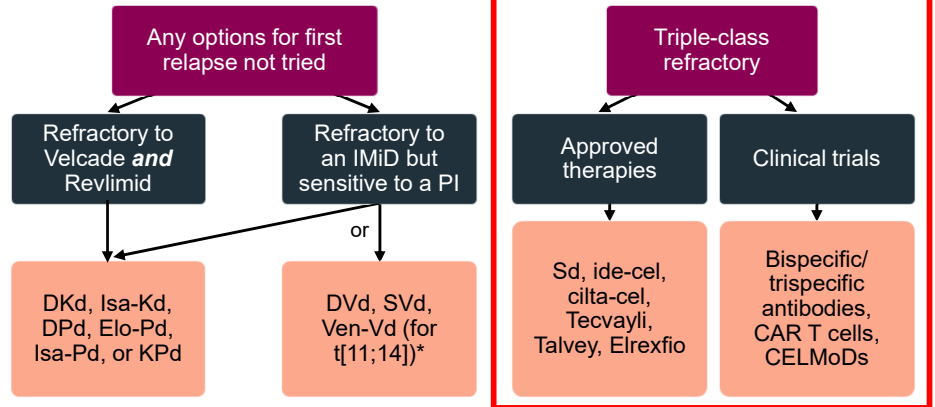 Any options for first
relapse not tried
Refractory to
Velcade and
Revlimid
Refractory to
an IMiD but
sensitive to a PI
or
DKd, Isa-Kd,
DPd, Elo-Pd,
Isa-Pd, or KPd
DVd, SVd,
Ven-Vd (for
t[11;14])*
Triple-class
refractory
Approved
therapies
Clinical trials
Sd, ide-cel,
cilta-cel,
Tecvayli,
Talvey, Elrexfio
Bispecific/
trispecific
antibodies,
CAR T cells,
CELMoDs